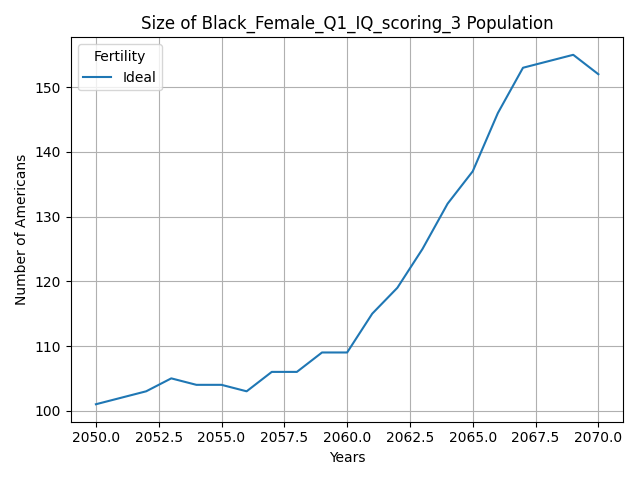 Size of Black_Female_Q1_IQ_scoring_3 Population
Fertility
Ideal
Number of Americans
150
140
130
120
110
100
2050.0 2052.5 2055.0 2057.5 2060.0 2062.5 2065.0 2067.5 2070.0
Years